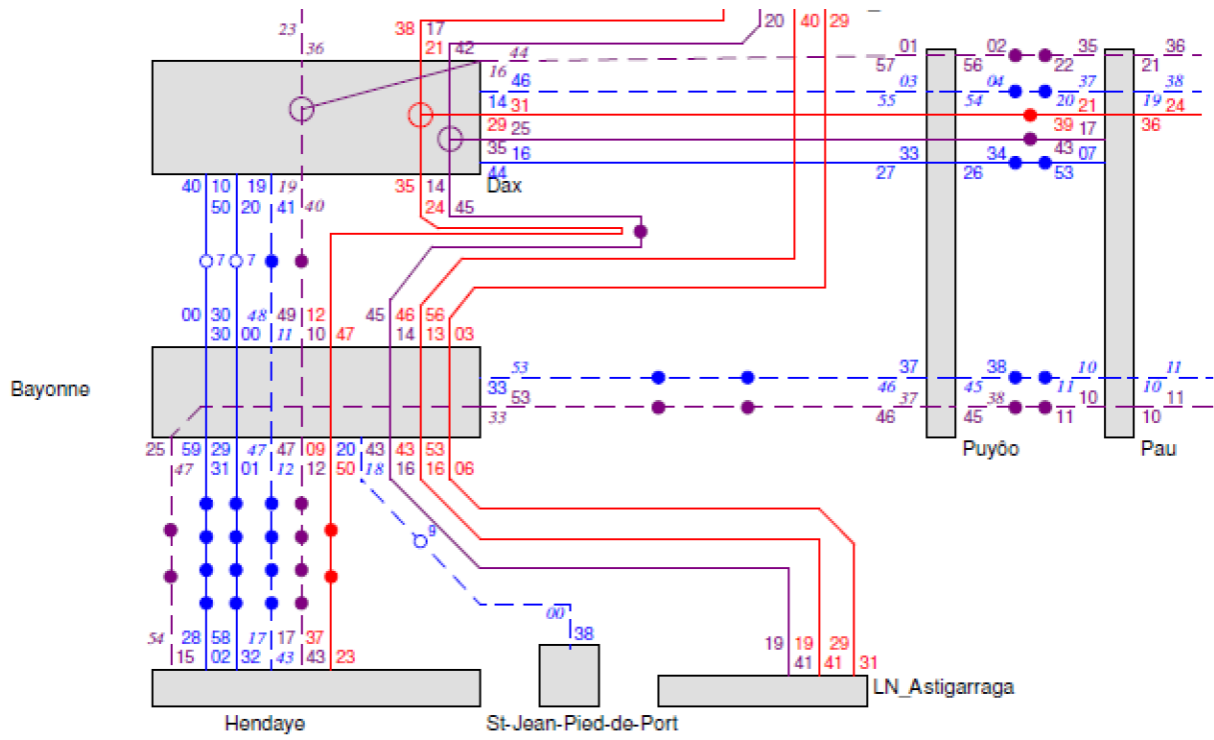 20 40 29
23 38 17
36 21 42 44 01 02 35 36
16 46 57 56 22 21
14 31 03 04 37 38
55 54 20 19
29 25 21 24
35 16 39 17 36
44 33 34 43 07
27 26 53
Dax
40 10 19 19 35 14
50 20 41 40 24 45
7 7
00 30 48 49 12 45 46 56
30 00 11 10 47 14 13 03
Bayonne
53 37 38 10 11
33 46 45 11 10
53 37 38 10 11
33 46 45 11 10
Puyôo
Pau
25 59 29 47 47 09 20 43 43 53
47 31 01 12 12 50 18 16 16 06
9
00
38
54 28 58 17 17 37 19 19 29
15 02 32 43 43 23 41 41 31
LN_Astigarraga
Hendaye
St-Jean-Pied-de-Port